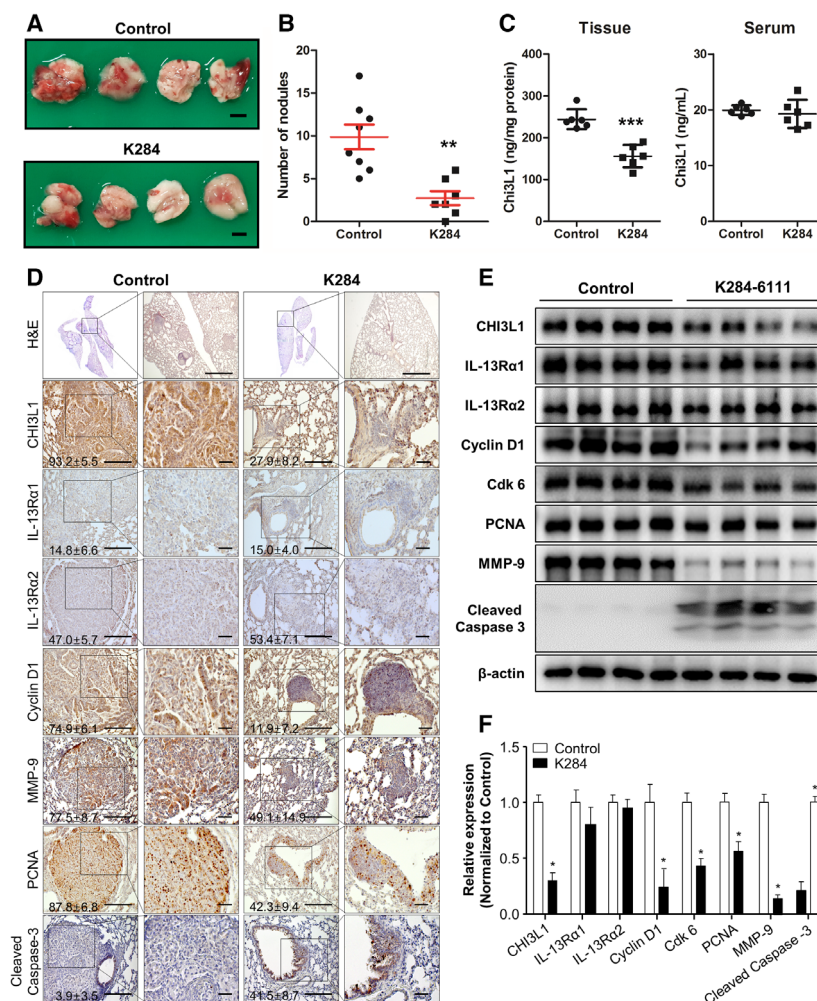 A
Control
K284
B
Number of nodules
20
15
10
5
0
**
Control
K284
C
Tissue
Chi3L1 (ng/mg protein)
400
300
200
100
0
***
Control
K284
Serum
Chi3L1 (ng/mL)
30
20
10
0
Control
K284
D
Control
K284
H&E
CHI3L1
93.2±5.5
27.9±8.2
IL-13Rα1
14.8±6.6
15.0±4.0
IL-13Rα2
47.0±5.7
53.4±7.1
Cyclin D1
74.9±8.1
11.9±7.2
MMP-9
77.5±8.7
49.1±14.9
PCNA
87.8±6.8
42.3±9.4
Cleaved
Caspase-3
3.9±3.5
41.5±8.7
E
Control
K284-6111
CHI3L1
IL-13Rα1
IL-13Rα2
Cyclin D1
Cdk 6
PCNA
MMP-9
Cleaved
Caspase 3
β-actin
F
Relative expression
(Normalized to Control)
1.5
1.0
0.5
0.0
Control
K284
*
*
*
*
*
*
CHI3L1
IL-13Rα1
IL-13Rα2
Cyclin D1
Cdk 6
PCNA
MMP-9
Cleaved Caspase -3